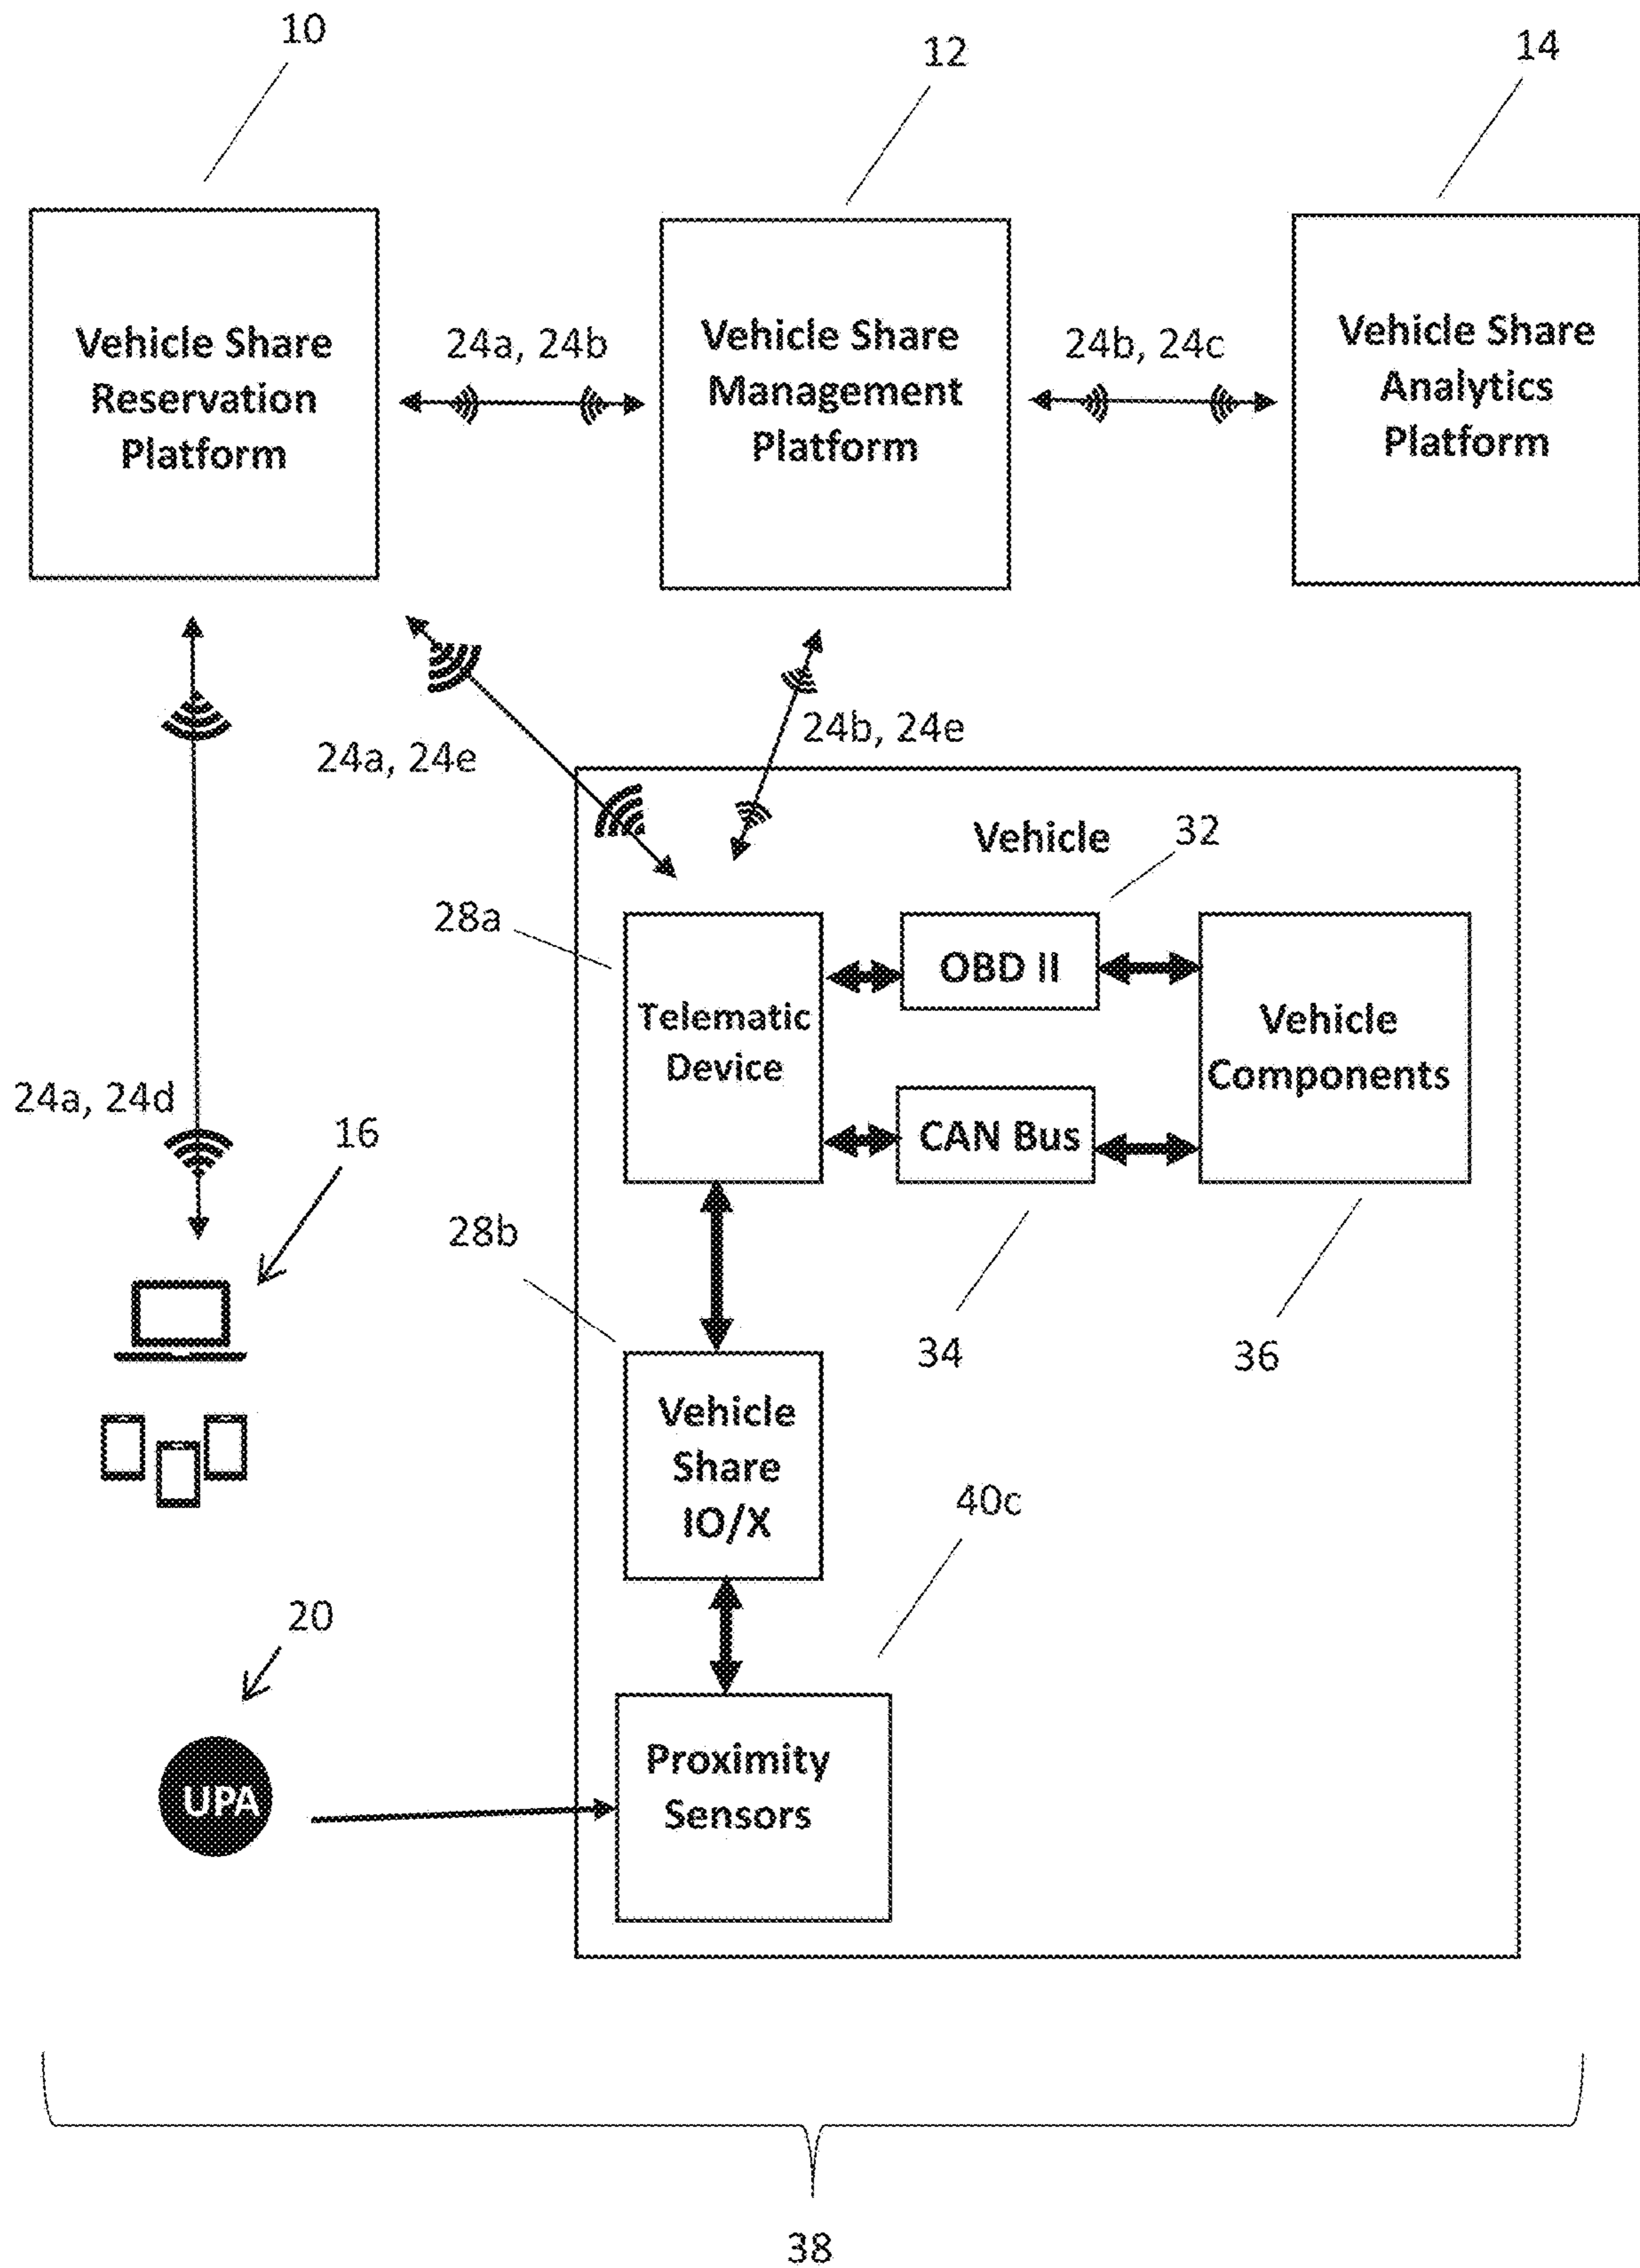 10
12
14
Vehicle Share
Reservation
Platform
24a, 24b
Vehicle Share
Management
Platform
24b, 24c
Vehicle Share
Analytics
Platform
24a, 24e
24b, 24e
Vehicle
32
28a
Telematic
Device
OBD II
Vehicle
Components
CAN Bus
24a, 24d
16
28b
34
36
Vehicle
Share
IO/X
40c
20
UPA
Proximity
Sensors
38